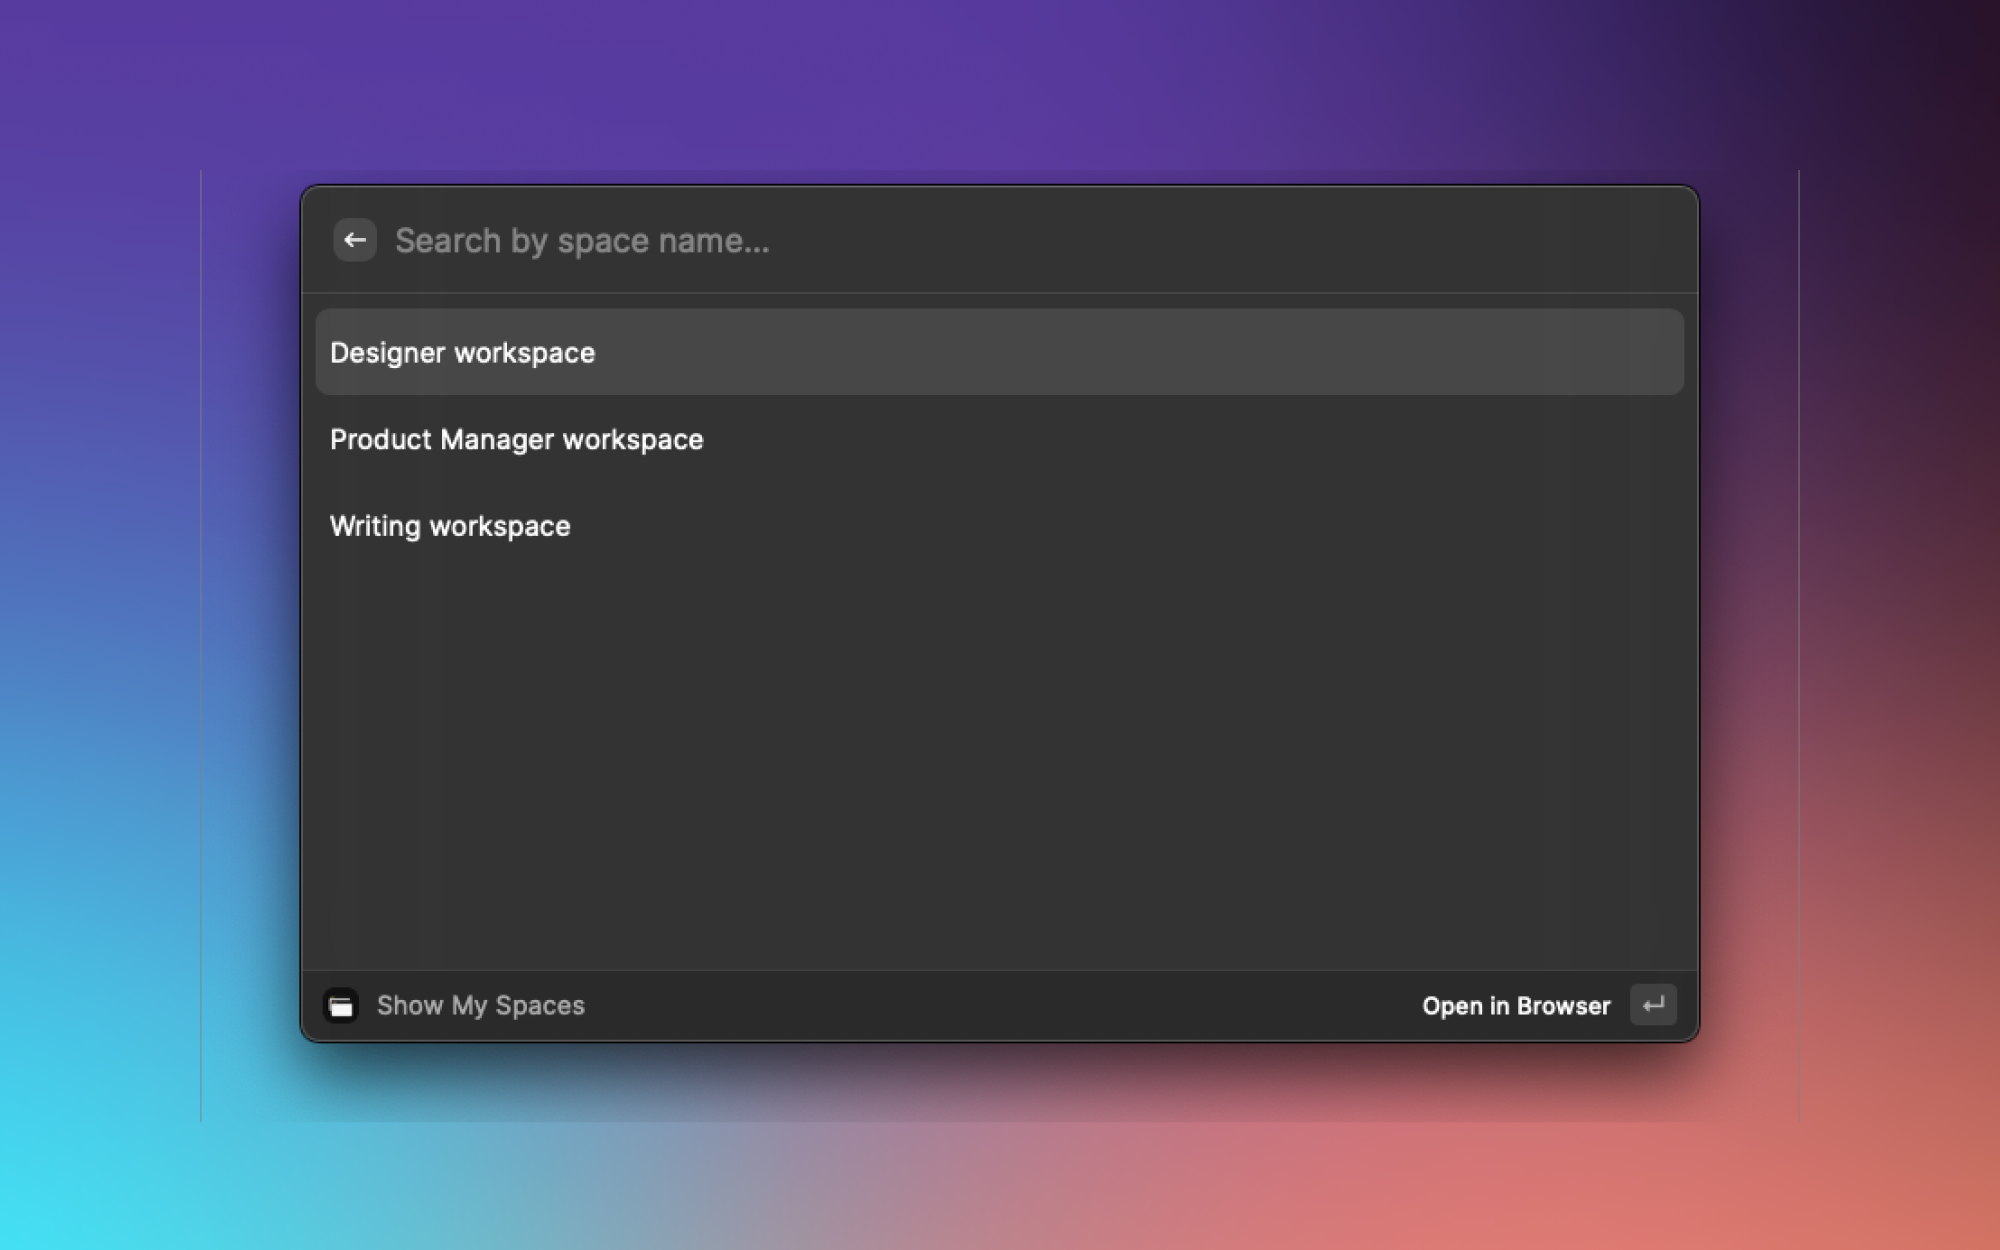 Search by space name...
Designer workspace
Product Manager workspace
Writing workspace
Show My Spaces
Open in Browser